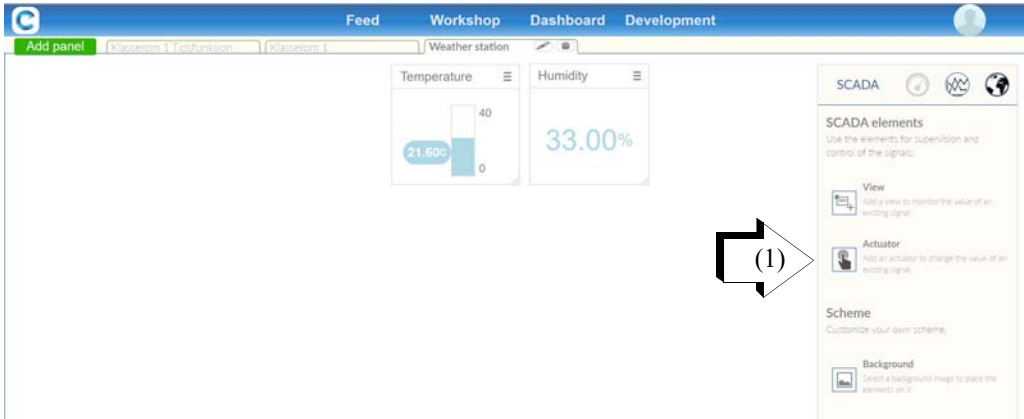 C
Feed Workshop Dashboard Development
Add panel Klasserom 1 Tidsfunksjon Klasserom 1 Weather station
Temperature
40
21.60c
0
Humidity
33.00%
(1)
SCADA
SCADA elements
Use the elements for supervision and
control of the signals:
View
Add a view to monitor the value of an
existing signal.
Actuator
Add an actuator to change the value of an
existing signal.
Scheme
Customize your own scheme.
Background
Select a background image to place the
elements on it